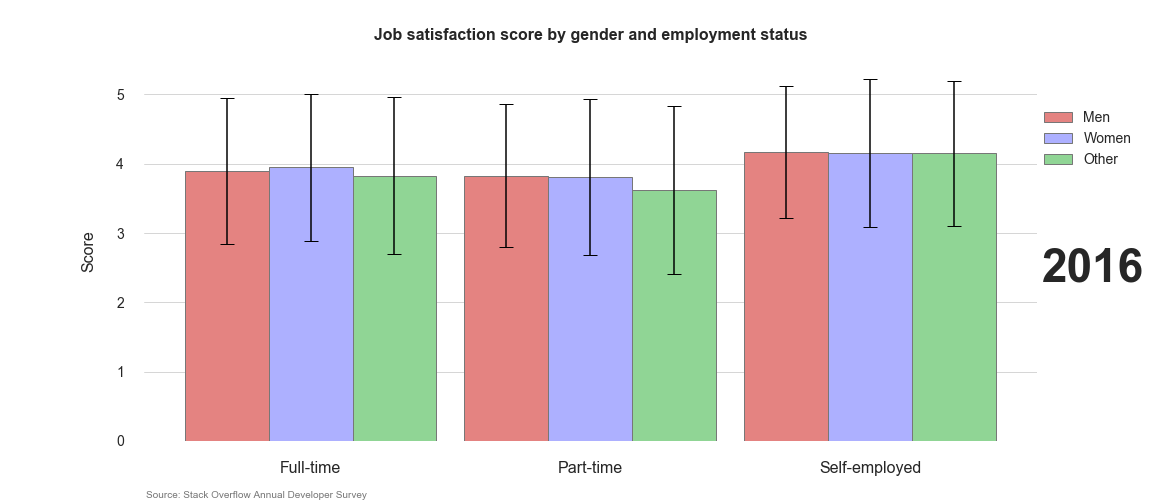 Job satisfaction score by gender and employment status
5
4
3
2
1
0
Score
Full-time
Part-time
Self-employed
Men
Women
Other
2016
Source: Stack Overflow Annual Developer Survey